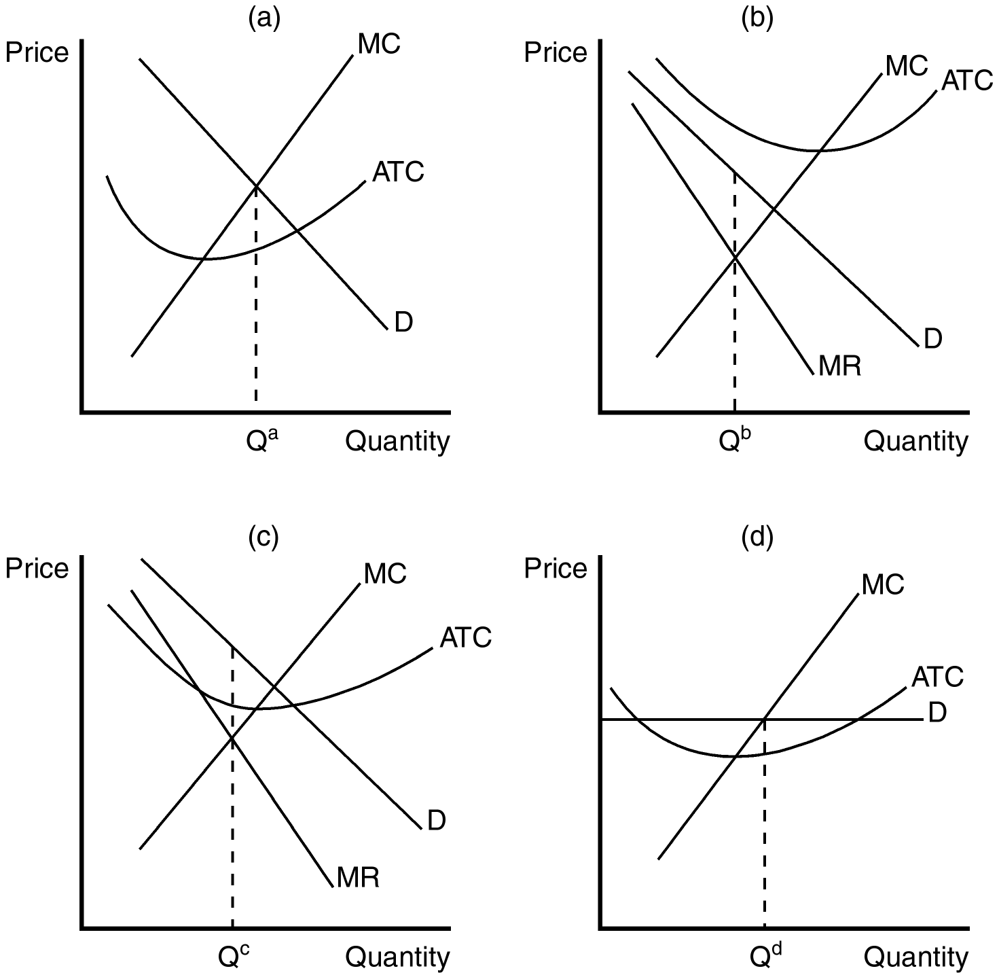 (a)
Price
MC
ATC
D
Qᵃ
Quantity
(b)
Price
MC
ATC
D
MR
Qᵇ
Quantity
(c)
Price
MC
ATC
D
MR
Qᶜ
Quantity
(d)
Price
MC
ATC
D
Qᵈ
Quantity